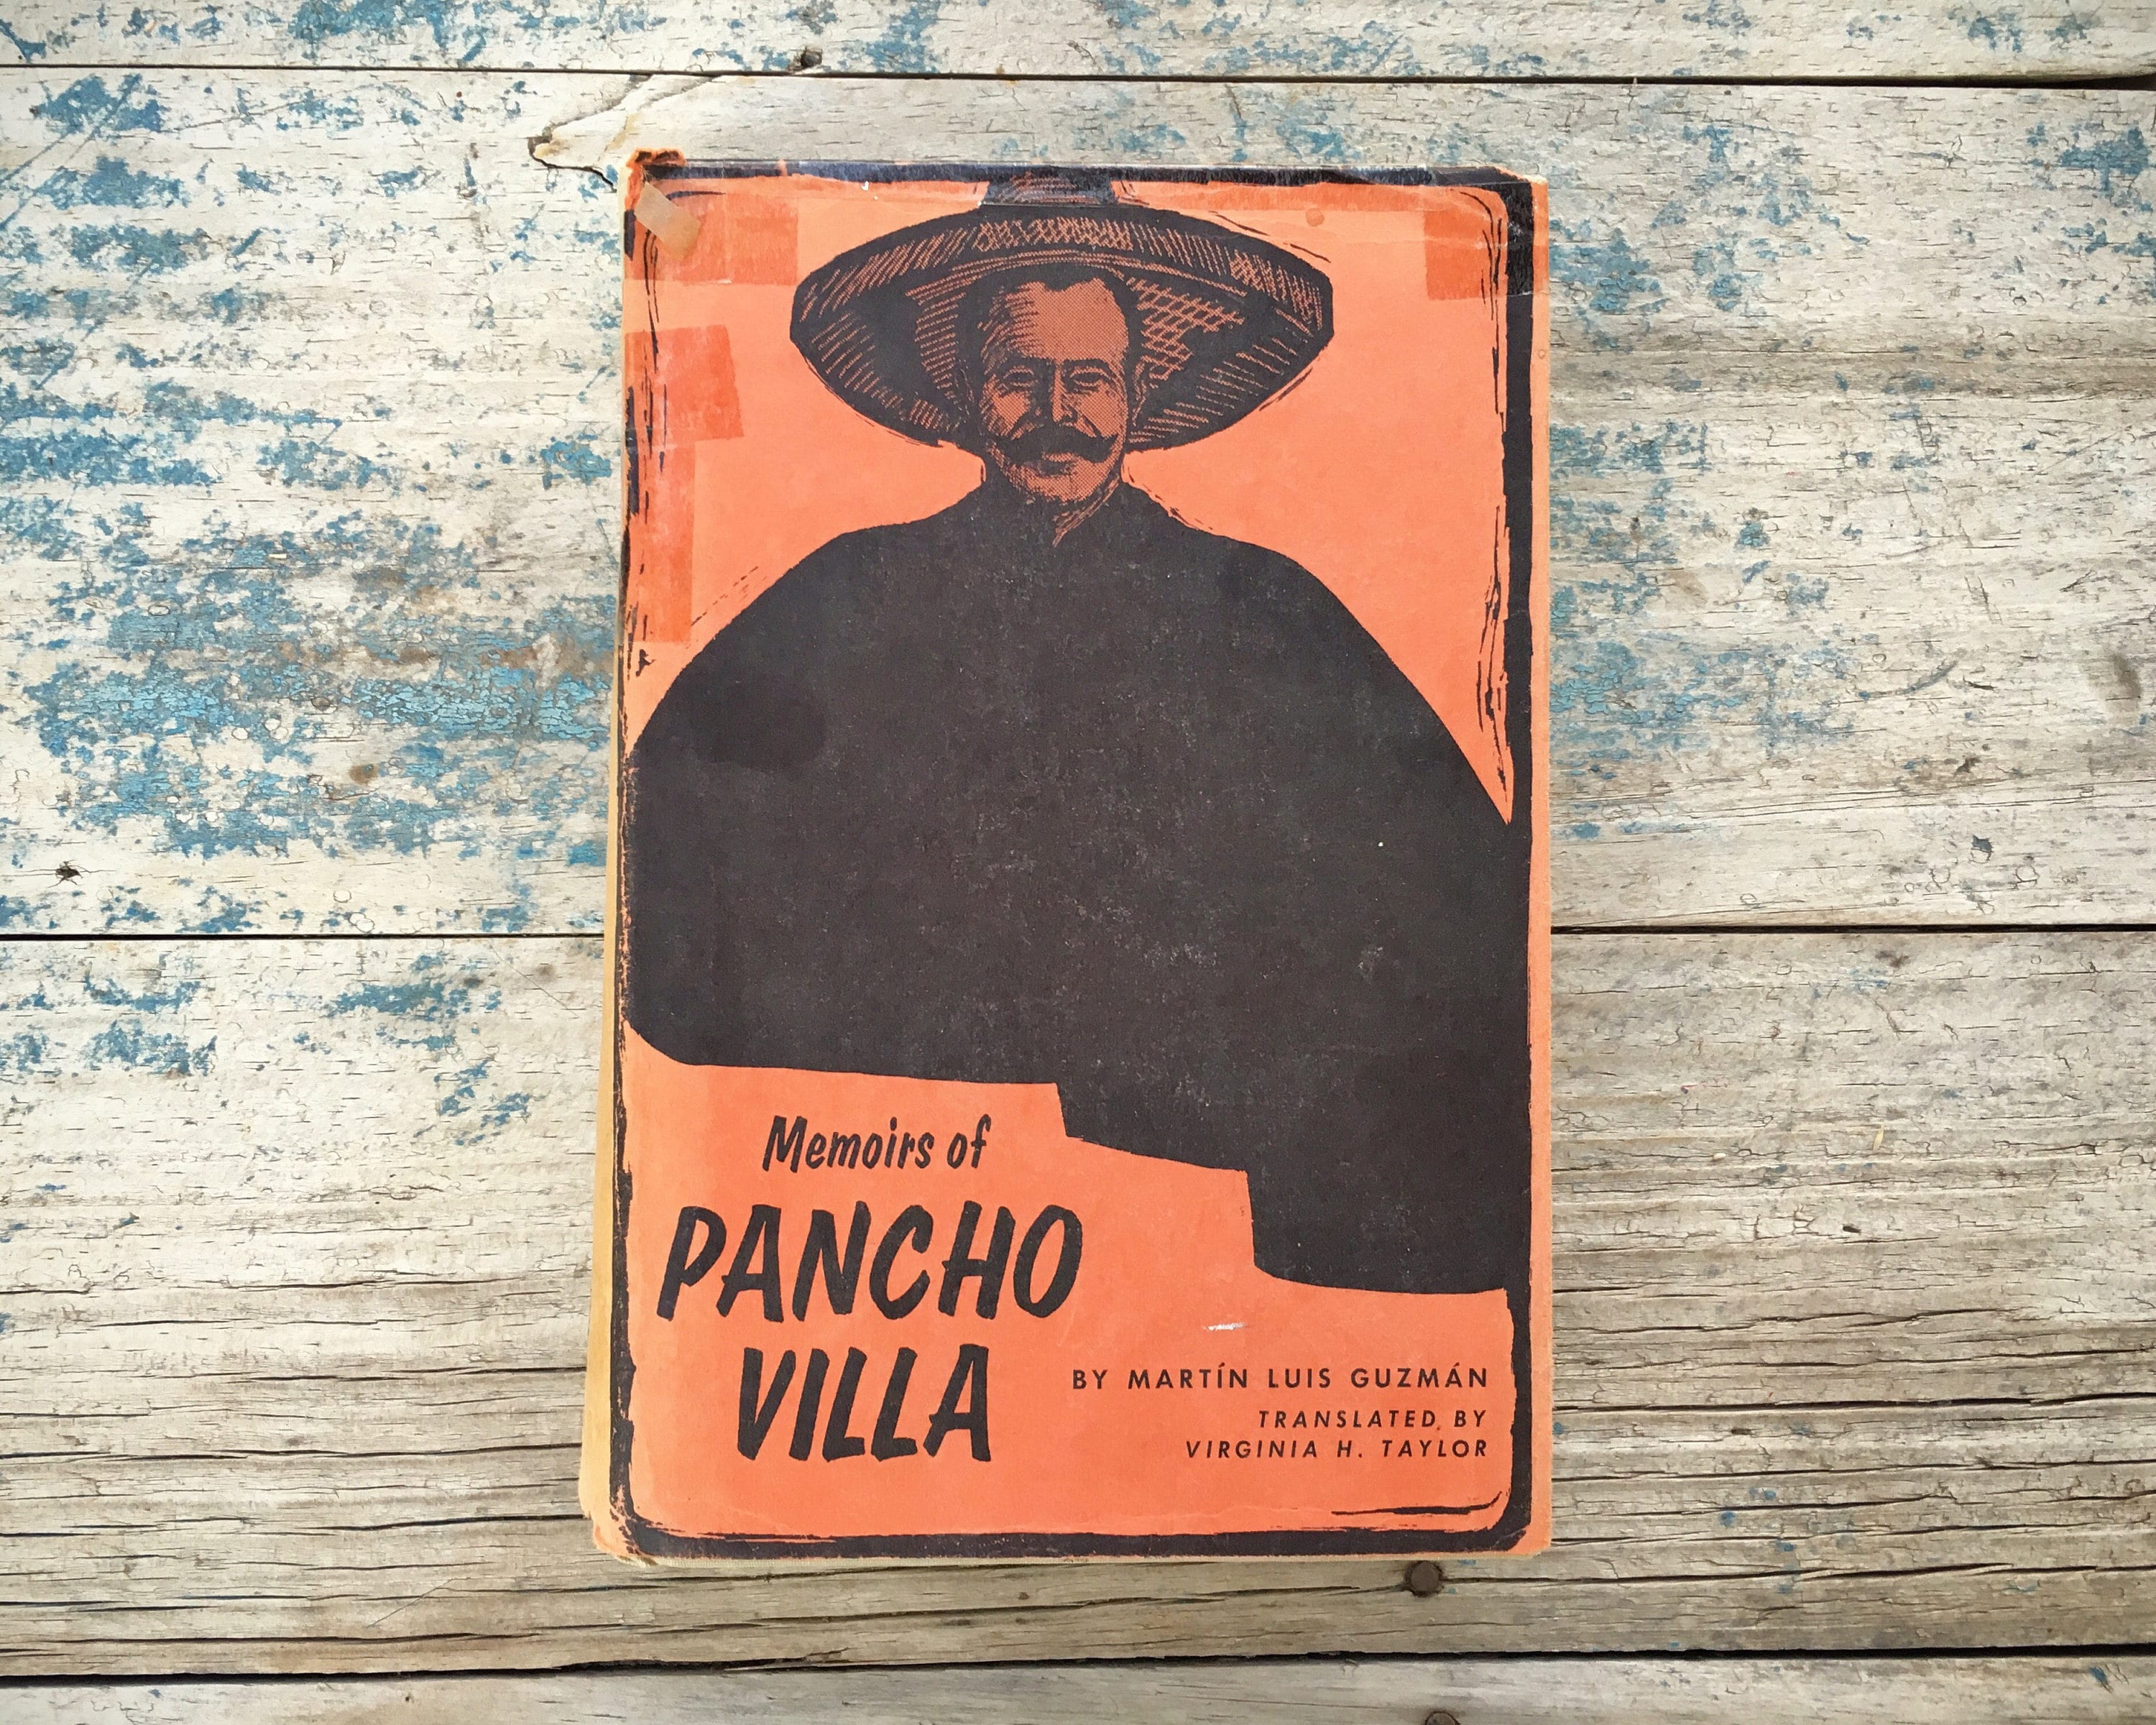 Memoirs of
PANCHO
VILLA
BY MARTÍN LUIS GUZMÁN
TRANSLATED BY
VIRGINIA H. TAYLOR